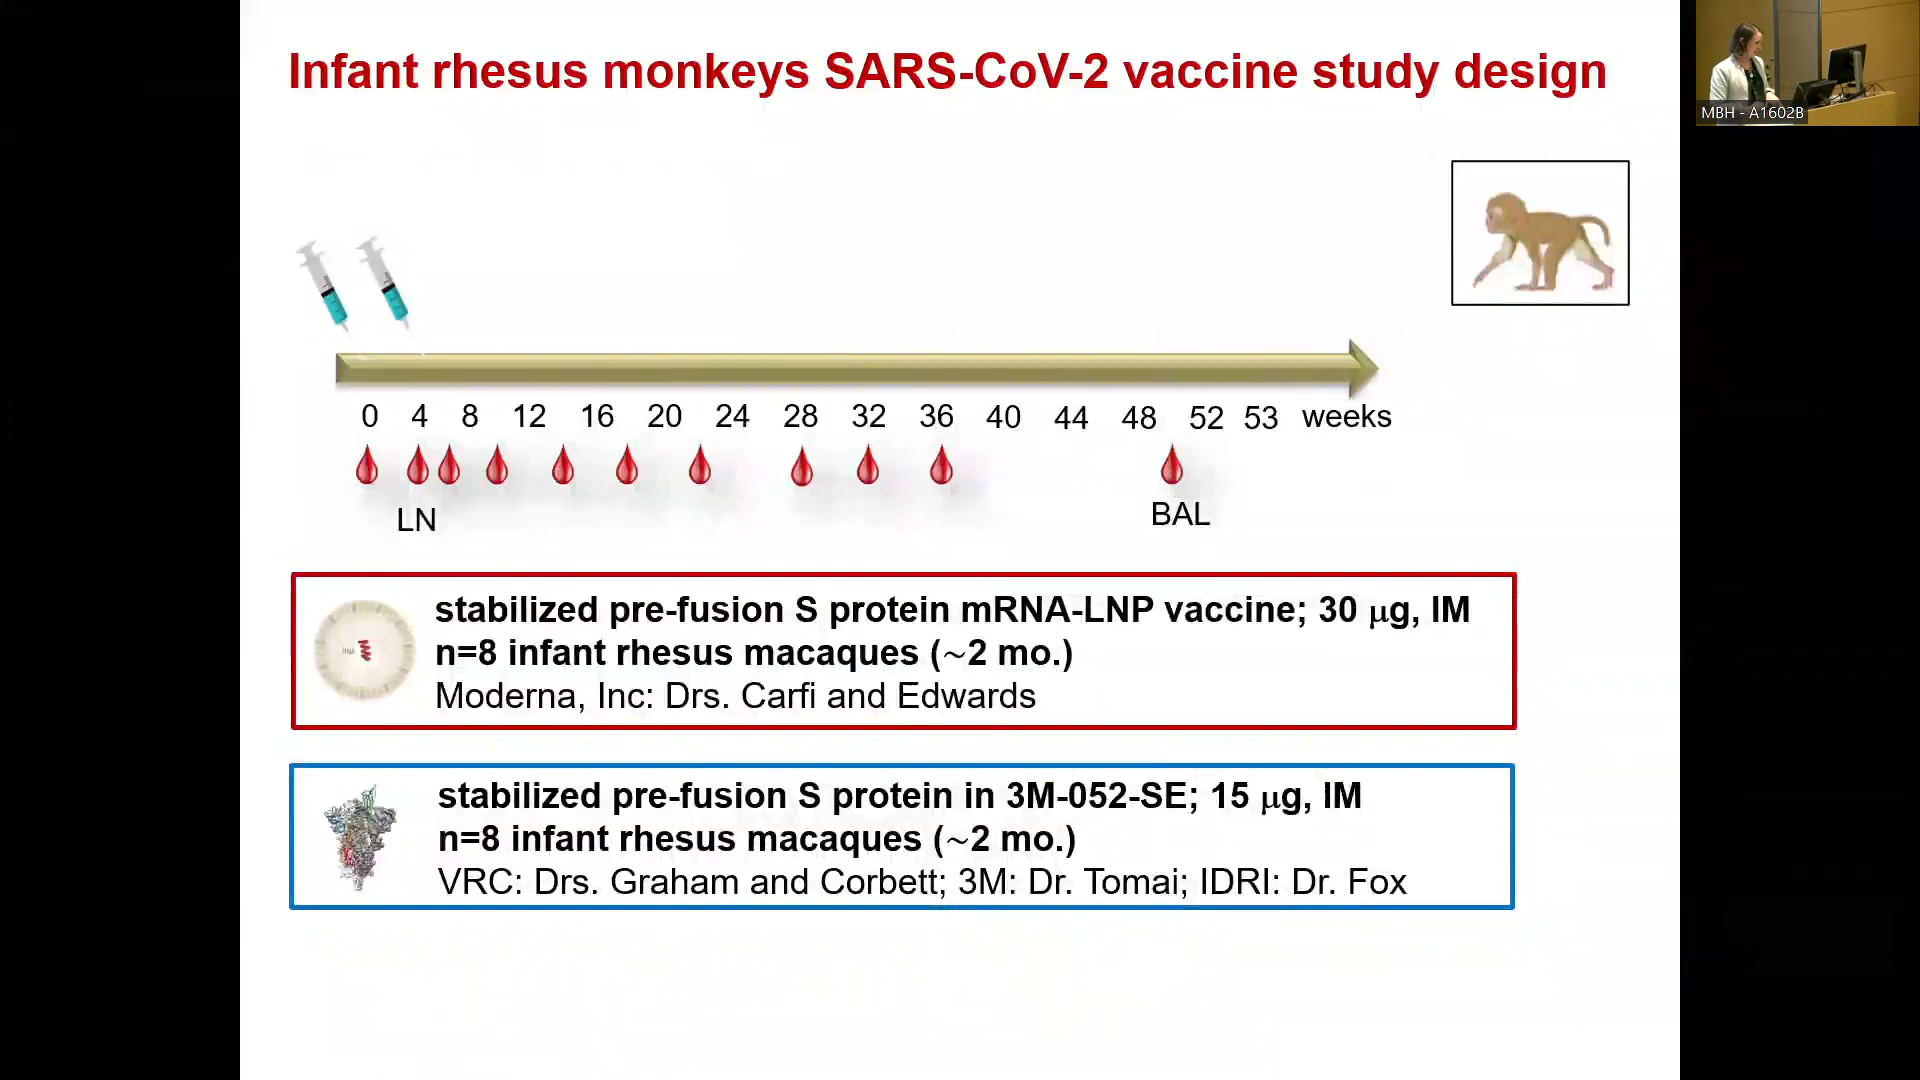 Infant rhesus monkeys SARS-CoV-2 vaccine study design
MBH - A1602B
0 4 8 12 16 20 24 28 32 36 40 44 48 52 53 weeks
LN
BAL
stabilized pre-fusion S protein mRNA-LNP vaccine; 30 μg, IM
n=8 infant rhesus macaques (~2 mo.)
Moderna, Inc: Drs. Carfi and Edwards
RNA
stabilized pre-fusion S protein in 3M-052-SE; 15 μg, IM
n=8 infant rhesus macaques (~2 mo.)
VRC: Drs. Graham and Corbett; 3M: Dr. Tomai; IDRI: Dr. Fox